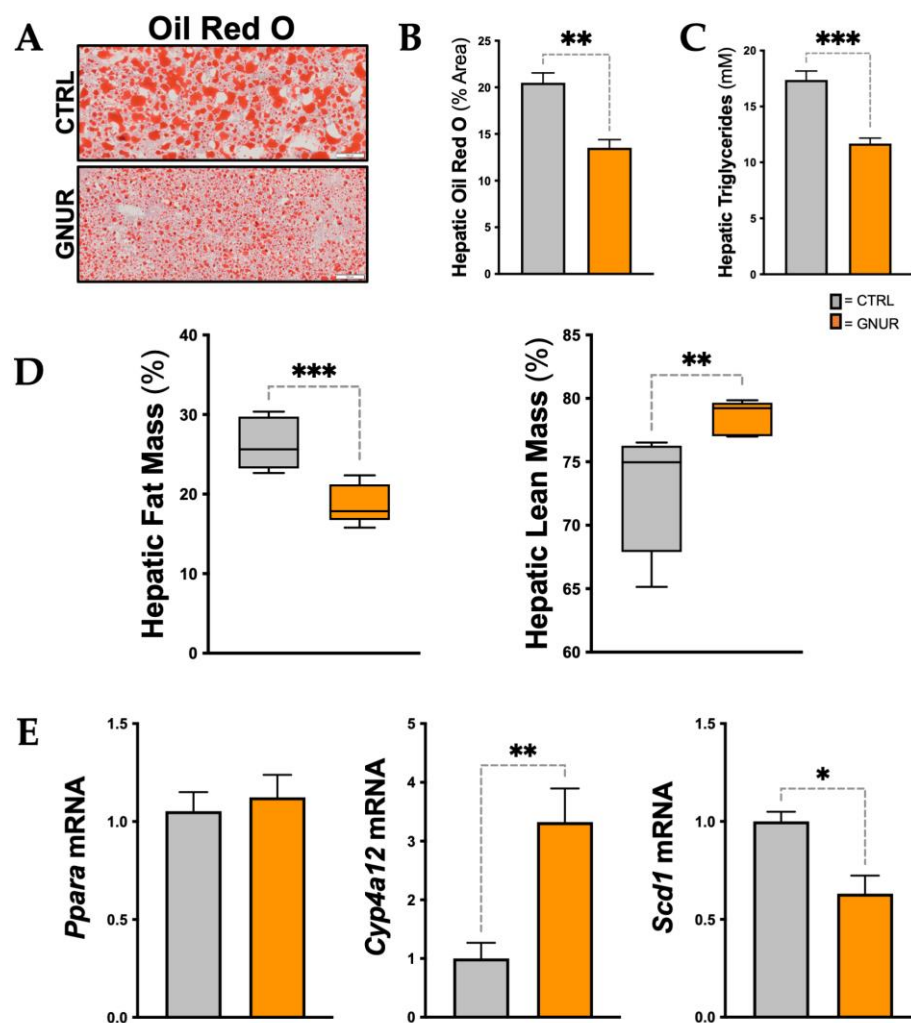 A
Oil Red O
CTRL
GNUR
B
Hepatic Oil Red O (% Area)
25
20
15
10
5
0
**
C
Hepatic Triglycerides (mM)
20
15
10
5
0
***
= CTRL
= GNUR
D
Hepatic Fat Mass (%)
40
30
20
10
0
***
Hepatic Lean Mass (%)
85
80
75
70
65
60
**
E
Ppara mRNA
1.5
1.0
0.5
0.0
Cyp4a12 mRNA
5
4
3
2
1
0
**
Scd1 mRNA
1.5
1.0
0.5
0.0
*